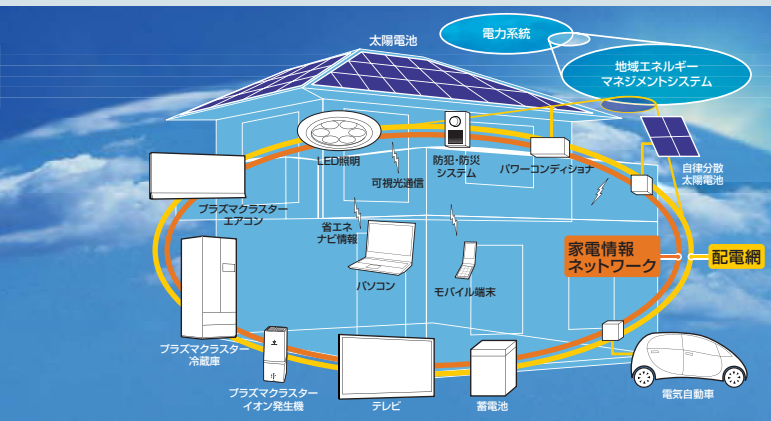 電力系統
太陽電池
地域エネルギー
マネジメントシステム
LED照明
防犯・防災
システム
パワーコンディショナ
自律分散
太陽電池
可視光通信
プラズマクラスター
エアコン
省エネ
ナビ情報
パソコン
モバイル端末
家電情報
ネットワーク
配電網
プラズマクラスター
冷蔵庫
プラズマクラスター
イオン発生機
テレビ
蓄電池
電気自動車